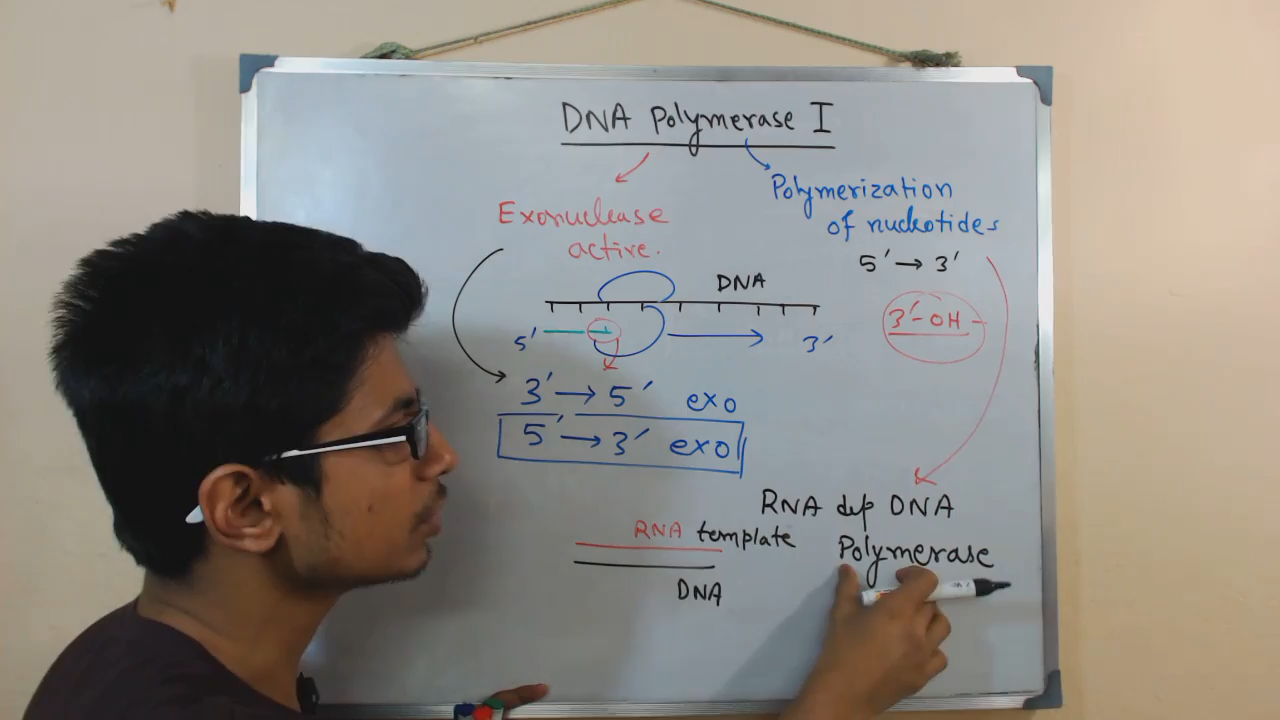 DNA Polymerase I
Exonuclease
active.
Polymerization
of nucleotides
5' → 3'
3'-OH
DNA
5'
3'
3' → 5' exo
5' → 3' exo
RNA dep DNA
Polymerase
RNA template
DNA